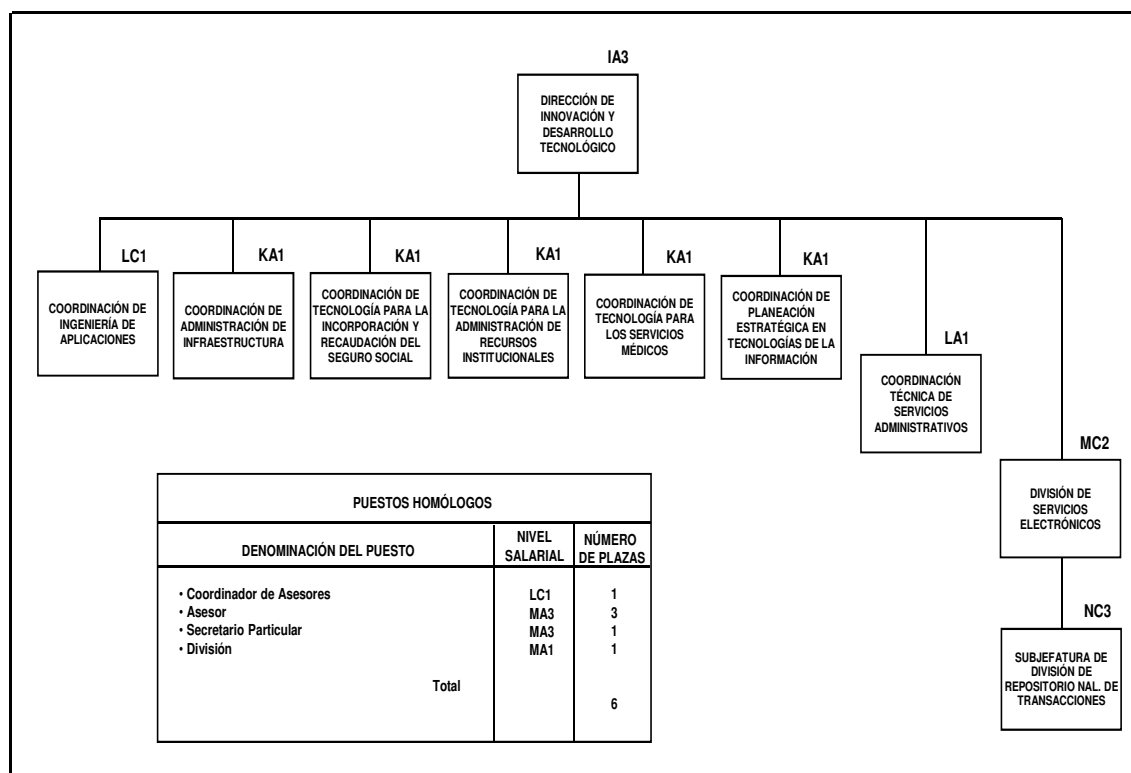 IA3
DIRECCIÓN DE
INNOVACIÓN Y
DESARROLLO
TECNOLÓGICO
LC1
COORDINACIÓN DE
INGENIERÍA DE
APLICACIONES
KA1
COORDINACIÓN DE
ADMINISTRACIÓN DE
INFRAESTRUCTURA
KA1
COORDINACIÓN DE
TECNOLOGÍA PARA LA
INCORPORACIÓN Y
RECAUDACIÓN DEL
SEGURO SOCIAL
KA1
COORDINACIÓN DE
TECNOLOGÍA PARA LA
ADMINISTRACIÓN DE
RECURSOS
INSTITUCIONALES
KA1
COORDINACIÓN DE
TECNOLOGÍA PARA
LOS SERVICIOS
MÉDICOS
KA1
COORDINACIÓN DE
PLANEACIÓN
ESTRATÉGICA EN
TECNOLOGÍAS DE LA
INFORMACIÓN
LA1
COORDINACIÓN
TÉCNICA DE
SERVICIOS
ADMINISTRATIVOS
MC2
DIVISIÓN DE
SERVICIOS
ELECTRÓNICOS
NC3
SUBJEFATURA DE
DIVISIÓN DE
REPOSITORIO NAL. DE
TRANSACCIONES
PUESTOS HOMÓLOGOS
DENOMINACIÓN DEL PUESTO
NIVEL
SALARIAL
NÚMERO
DE PLAZAS
• Coordinador de Asesores LC1 1
• Asesor MA3 3
• Secretario Particular MA3 1
• División MA1 1
Total
6